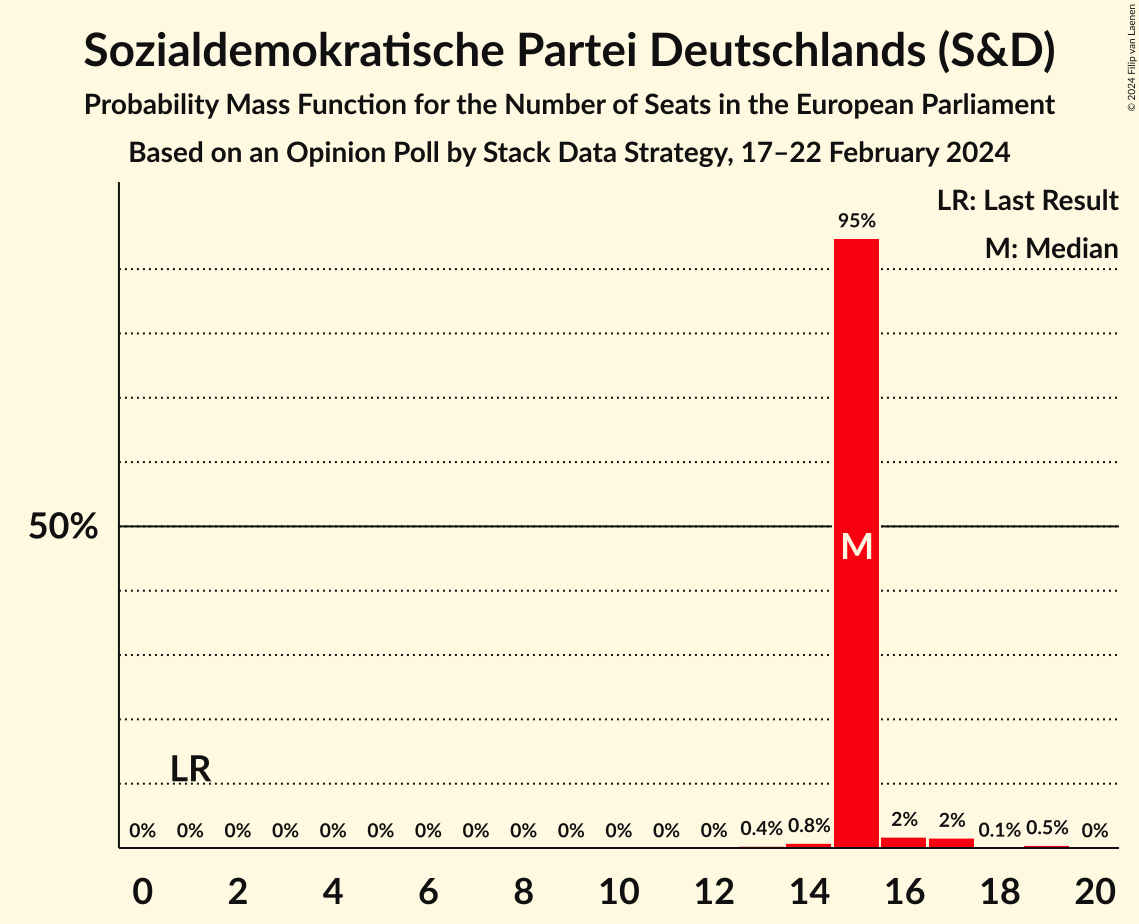 Sozialdemokratische Partei Deutschlands (S&D)
Probability Mass Function for the Number of Seats in the European Parliament
Based on an Opinion Poll by Stack Data Strategy, 17–22 February 2024
© 2024 Filip van Laenen
LR: Last Result
M: Median
95%
50%
M
LR
0% 0% 0% 0% 0% 0% 0% 0% 0% 0% 0% 0% 0% 0.4% 0.8% 2% 2% 0.1% 0.5% 0%
0 2 4 6 8 10 12 14 16 18 20